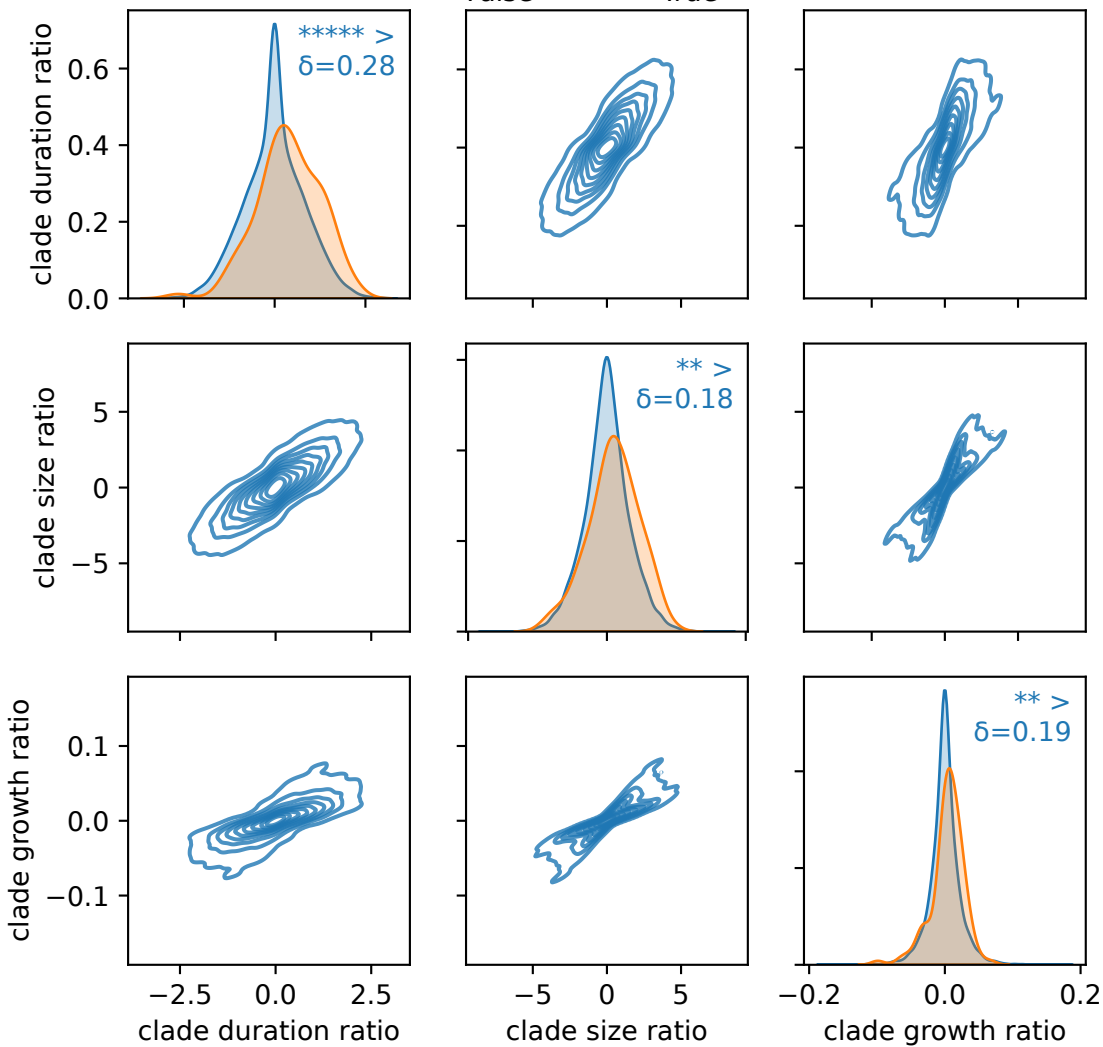 ***** >
δ=0.28
clade duration ratio
0.6
0.4
0.2
0.0
** >
δ=0.18
clade size ratio
5
0
−5
** >
δ=0.19
clade growth ratio
0.1
0.0
−0.1
−2.5 0.0 2.5
−5 0 5
−0.2 0.0 0.2
clade duration ratio
clade size ratio
clade growth ratio